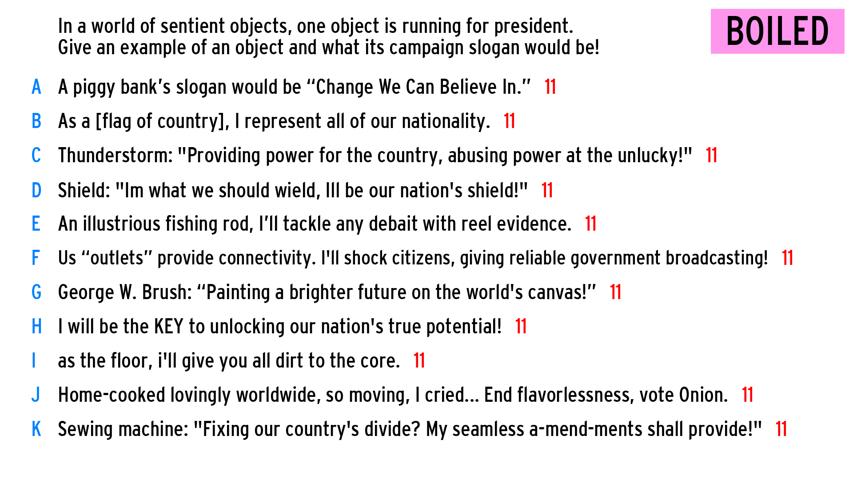 In a world of sentient objects, one object is running for president.
Give an example of an object and what its campaign slogan would be!
BOILED
A A piggy bank's slogan would be “Change We Can Believe In.” 11
B As a [flag of country], I represent all of our nationality. 11
C Thunderstorm: "Providing power for the country, abusing power at the unlucky!" 11
D Shield: "Im what we should wield, Ill be our nation's shield!" 11
E An illustrious fishing rod, I’ll tackle any debait with reel evidence. 11
F Us “outlets” provide connectivity. I'll shock citizens, giving reliable government broadcasting! 11
G George W. Brush: “Painting a brighter future on the world's canvas!” 11
H I will be the KEY to unlocking our nation's true potential! 11
I as the floor, i'll give you all dirt to the core. 11
J Home-cooked lovingly worldwide, so moving, I cried... End flavorlessness, vote Onion. 11
K Sewing machine: "Fixing our country's divide? My seamless a-mend-ments shall provide!" 11